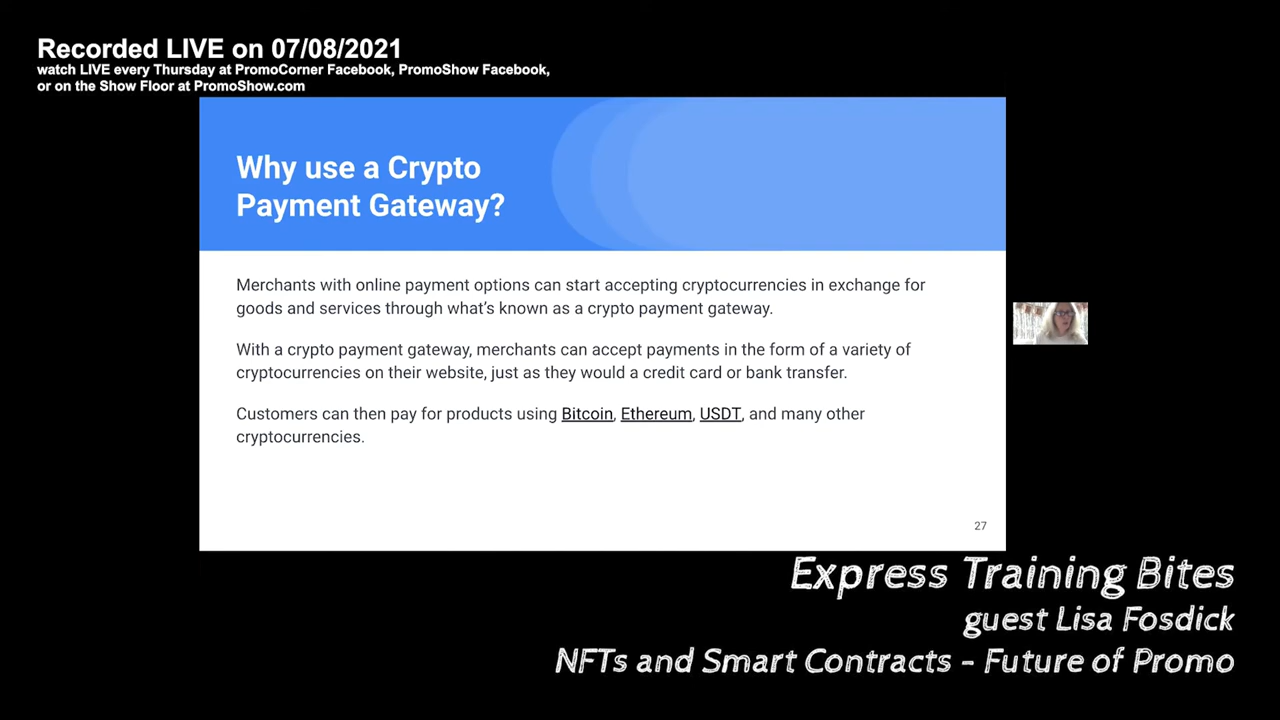 Recorded LIVE on 07/08/2021
watch LIVE every Thursday at PromoCorner Facebook, PromoShow Facebook,
or on the Show Floor at PromoShow.com
Why use a Crypto
Payment Gateway?
Merchants with online payment options can start accepting cryptocurrencies in exchange for
goods and services through what’s known as a crypto payment gateway.
With a crypto payment gateway, merchants can accept payments in the form of a variety of
cryptocurrencies on their website, just as they would a credit card or bank transfer.
Customers can then pay for products using Bitcoin, Ethereum, USDT, and many other
cryptocurrencies.
27
Express Training Bites
guest Lisa Fosdick
NFTs and Smart Contracts - Future of Promo